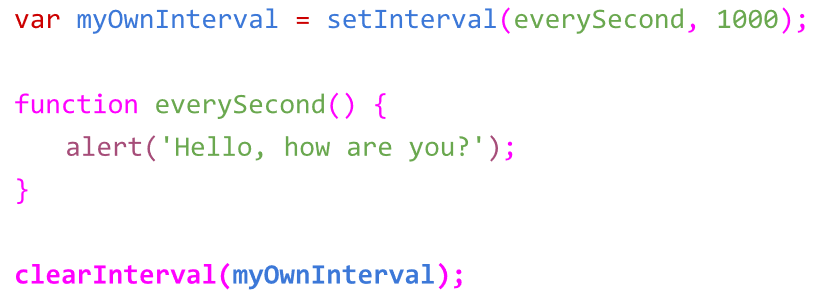 var myOwnInterval = setInterval(everySecond, 1000);
function everySecond() {
alert('Hello, how are you?');
}
clearInterval(myOwnInterval);